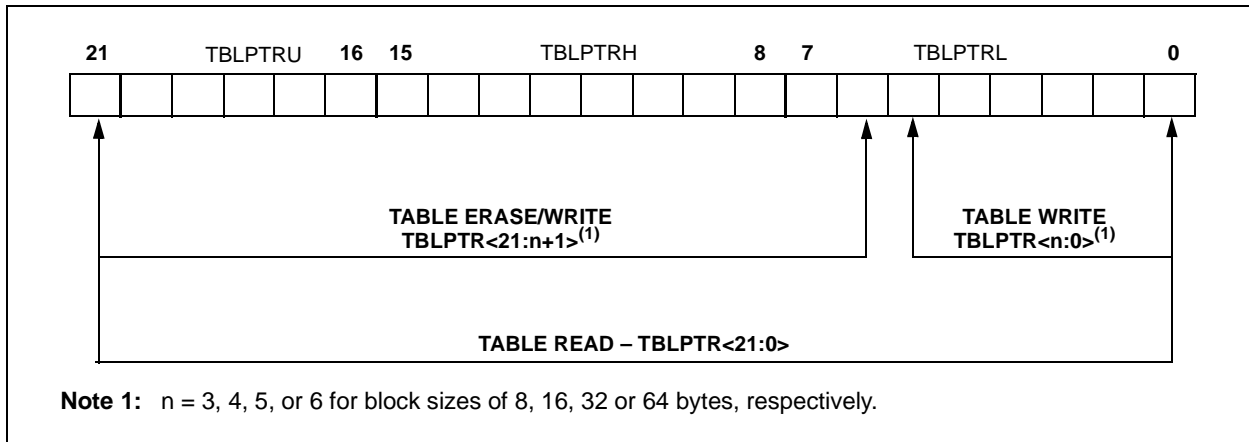 21 TBLPTRU 16 15 TBLPTRH 8 7 TBLPTRL 0
TABLE ERASE/WRITE
TBLPTR<21:n+1>(1)
TABLE WRITE
TBLPTR<n:0>(1)
TABLE READ – TBLPTR<21:0>
Note 1: n = 3, 4, 5, or 6 for block sizes of 8, 16, 32 or 64 bytes, respectively.